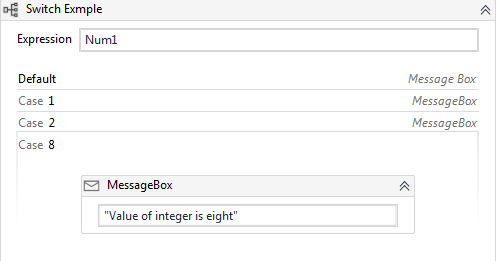 Switch Exmple
Expression Num1
Default Message Box
Case 1 MessageBox
Case 2 MessageBox
Case 8
MessageBox
"Value of integer is eight"